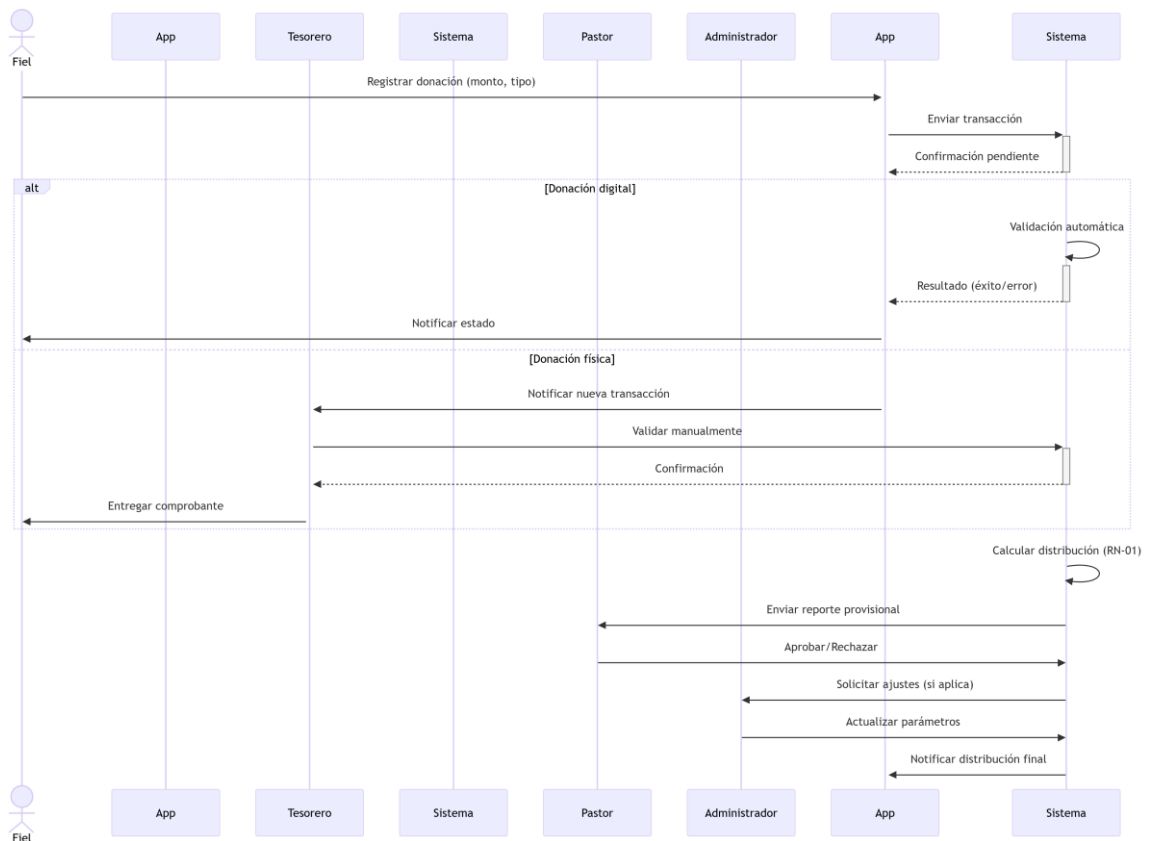 Fiel
App
Tesorero
Sistema
Pastor
Administrador
App
Sistema
Registrar donación (monto, tipo)
Enviar transacción
Confirmación pendiente
alt
[Donación digital]
Validación automática
Resultado (éxito/error)
Notificar estado
[Donación física]
Notificar nueva transacción
Validar manualmente
Confirmación
Entregar comprobante
Calcular distribución (RN-01)
Enviar reporte provisional
Aprobar/Rechazar
Solicitar ajustes (si aplica)
Actualizar parámetros
Notificar distribución final
Fiel
App
Tesorero
Sistema
Pastor
Administrador
App
Sistema